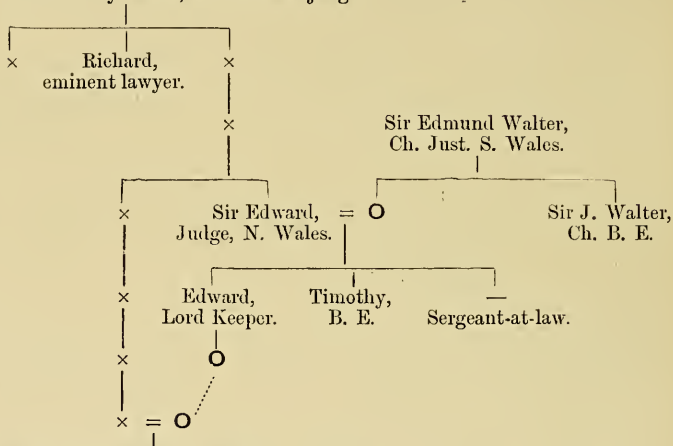 × Richard, ×
eminent lawyer.
×
Sir Edmund Walter,
Ch. Just. S. Wales.
× Sir Edward, = O Sir J. Walter,
Judge, N. Wales. Ch. B. E.
× Edward, Timothy, —
Lord Keeper. B. E. Sergeant-at-law.
× O
× = O